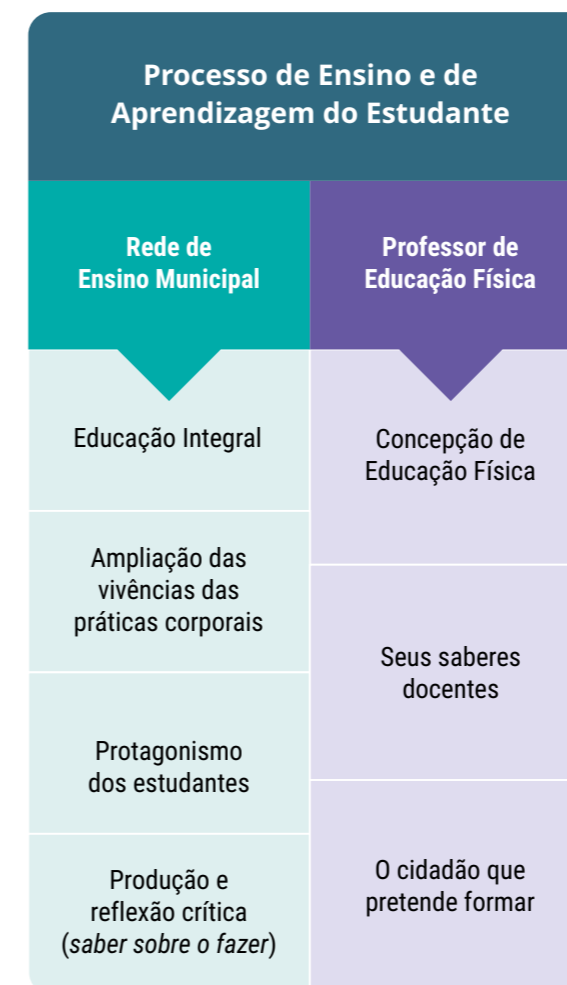 Processo de Ensino e de
Aprendizagem do Estudante
Rede de
Ensino Municipal
Educação Integral
Ampliação das
vivências das
práticas corporais
Protagonismo
dos estudantes
Produção e
reflexão crítica
(saber sobre o fazer)
Professor de
Educação Física
Concepção de
Educação Física
Seus saberes
docentes
O cidadão que
pretende formar